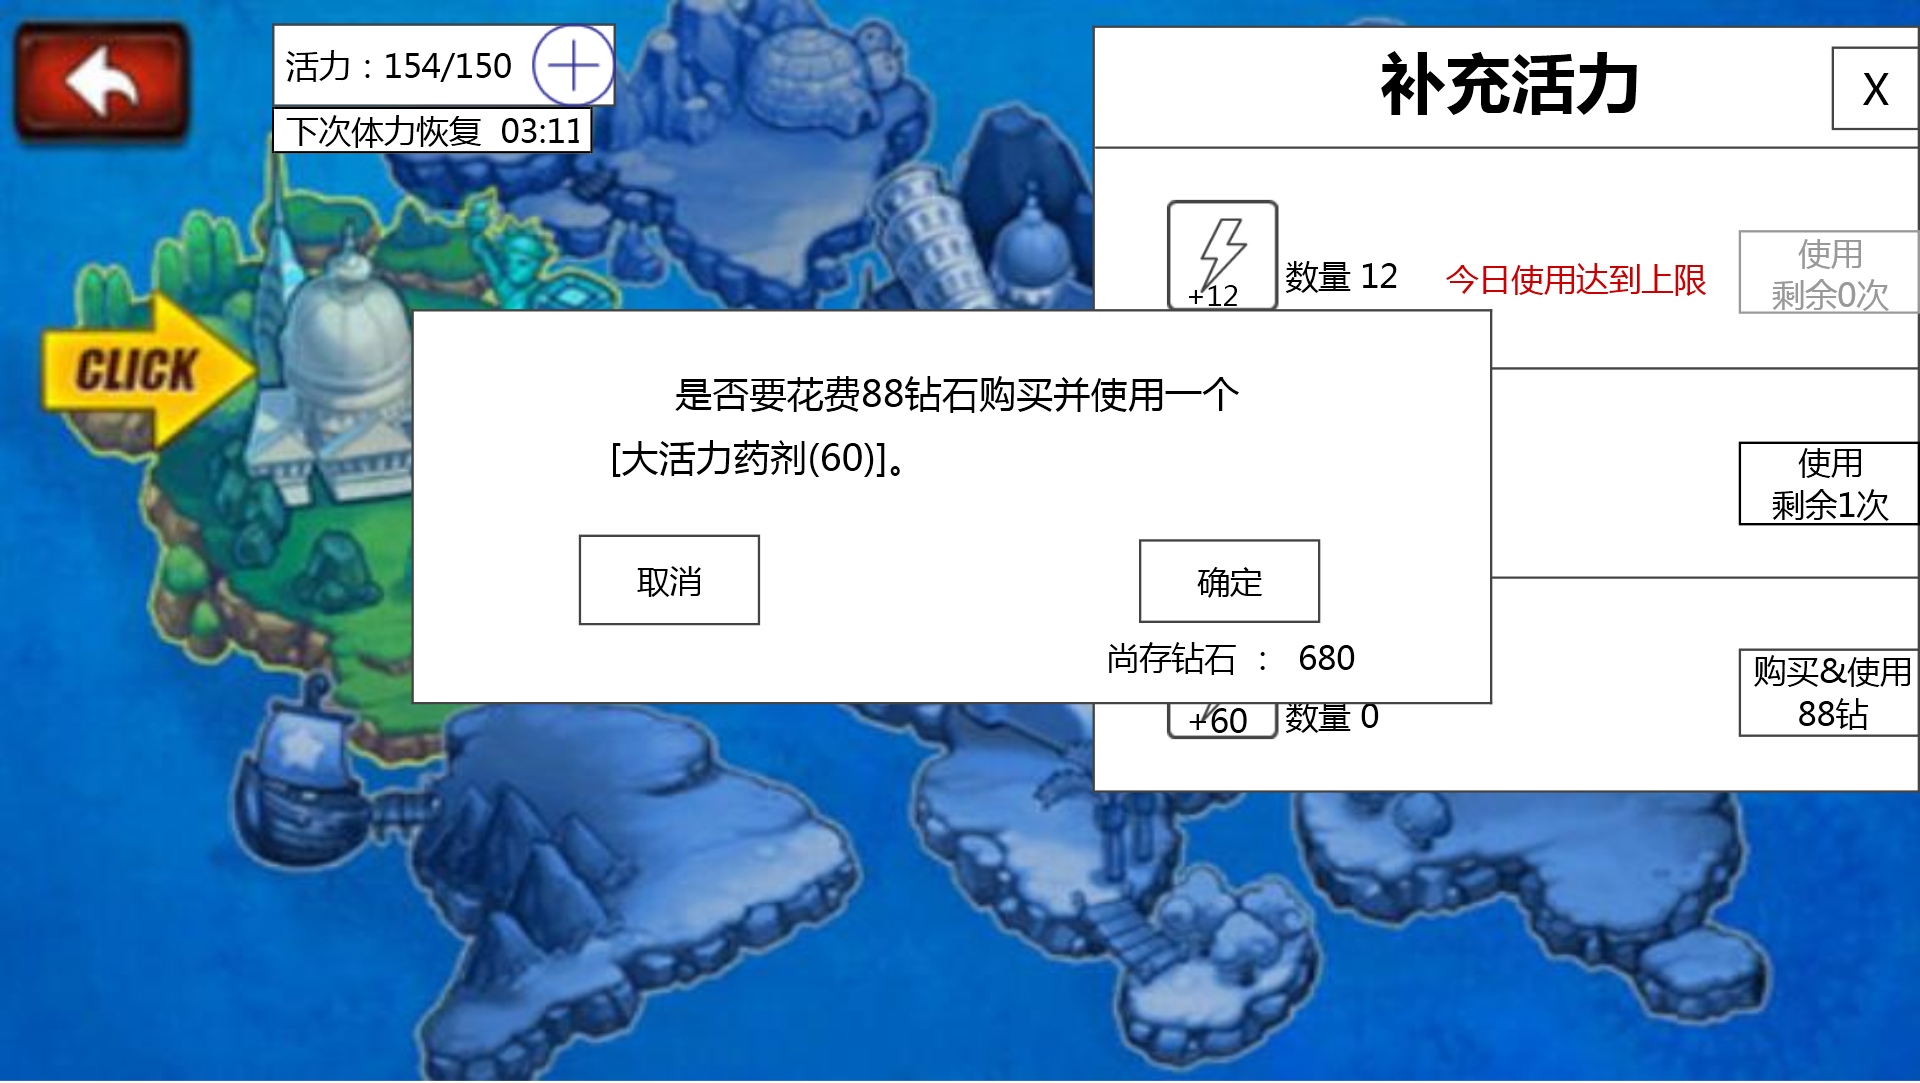 活力：154/150
下次体力恢复 03:11
补充活力
X
+12
数量 12
今日使用达到上限
使用
剩余0次
CLICK
是否要花费88钻石购买并使用一个
[大活力药剂(60)]。
取消
确定
尚存钻石 ： 680
使用
剩余1次
+60
数量 0
购买&使用
88钻